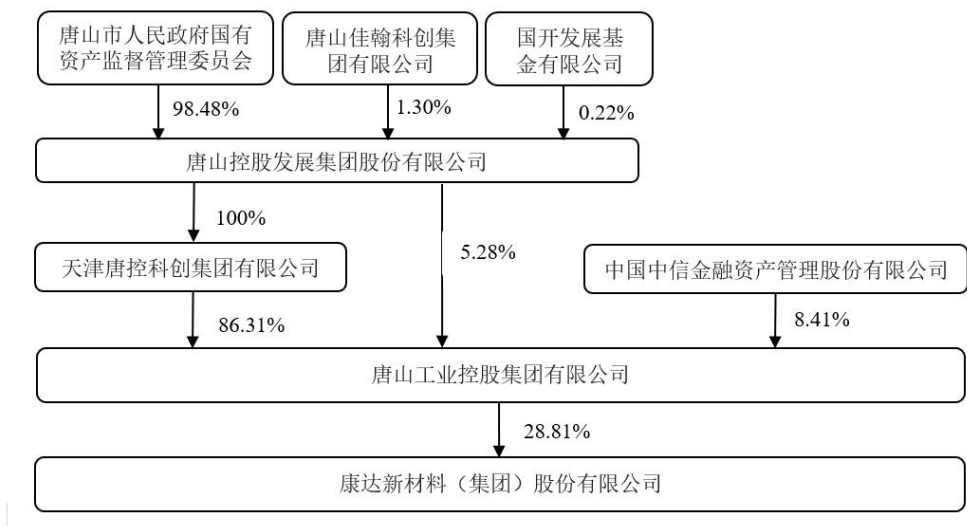 唐山市人民政府国有
资产监督管理委员会
唐山佳翰科创集
团有限公司
国开发展基
金有限公司
98.48%
1.30%
0.22%
唐山控股发展集团股份有限公司
100%
5.28%
天津唐控科创集团有限公司
中国中信金融资产管理股份有限公司
86.31%
8.41%
唐山工业控股集团有限公司
28.81%
康达新材料（集团）股份有限公司